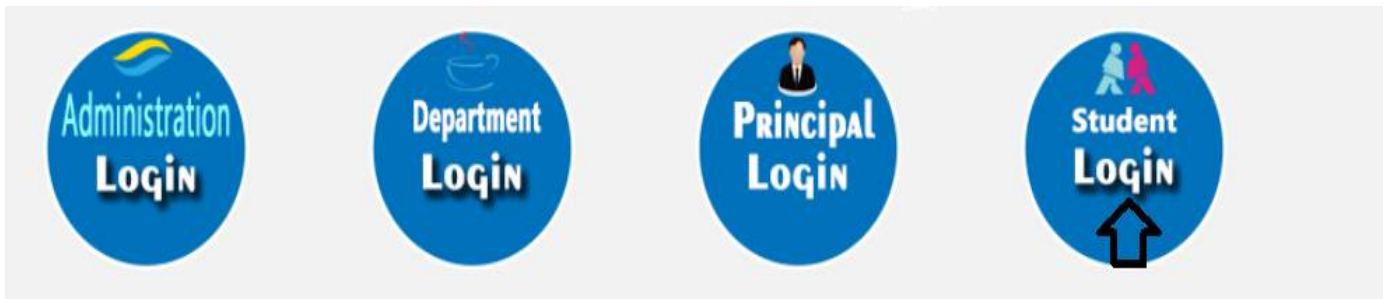 Administration
Login
Department
Login
Principal
Login
Student
Login